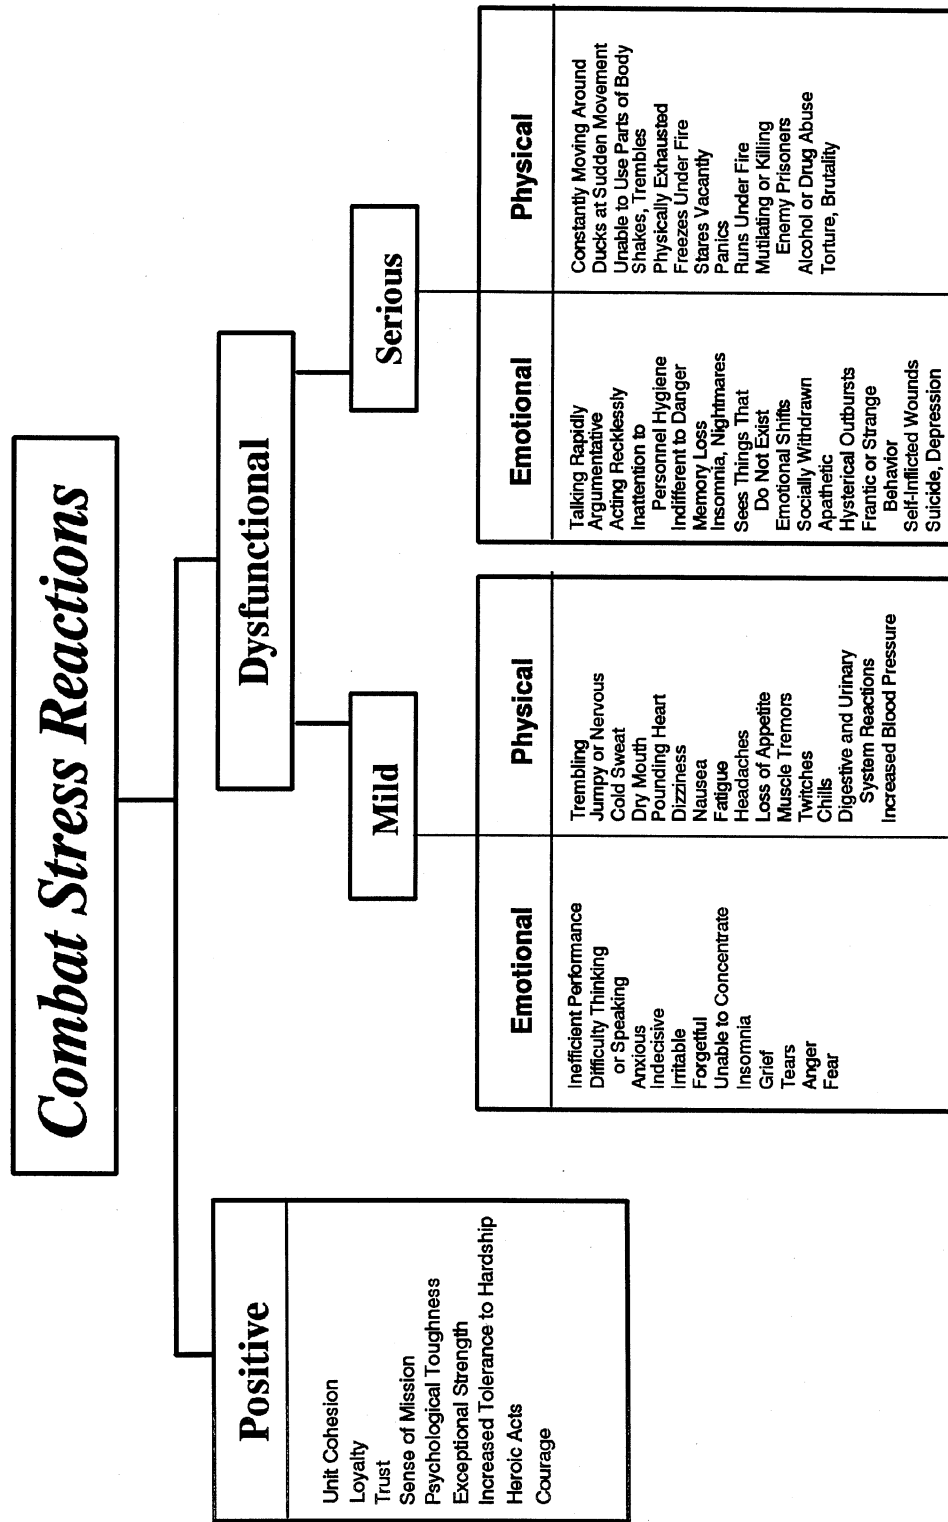 Combat Stress Reactions
Positive
Unit Cohesion
Loyalty
Trust
Sense of Mission
Psychological Toughness
Exceptional Strength
Increased Tolerance to Hardship
Heroic Acts
Courage
Dysfunctional
Mild
Emotional
Inefficient Performance
Difficulty Thinking
or Speaking
Anxious
Indecisive
Irritable
Forgetful
Unable to Concentrate
Insomnia
Grief
Tears
Anger
Fear
Physical
Trembling
Jumpy or Nervous
Cold Sweat
Dry Mouth
Pounding Heart
Dizziness
Nausea
Fatigue
Headaches
Loss of Appetite
Muscle Tremors
Twitches
Chills
Digestive and Urinary
System Reactions
Increased Blood Pressure
Serious
Emotional
Talking Rapidly
Argumentative
Acting Recklessly
Inattention to
Personnel Hygiene
Indifferent to Danger
Memory Loss
Insomnia, Nightmares
Sees Things That
Do Not Exist
Emotional Shifts
Socially Withdrawn
Apathetic
Hysterical Outbursts
Frantic or Strange
Behavior
Self-Inflicted Wounds
Suicide, Depression
Physical
Constantly Moving Around
Ducks at Sudden Movement
Unable to Use Parts of Body
Shakes, Trembles
Physically Exhausted
Freezes Under Fire
Stares Vacantly
Panics
Runs Under Fire
Mutilating or Killing
Enemy Prisoners
Alcohol or Drug Abuse
Torture, Brutality